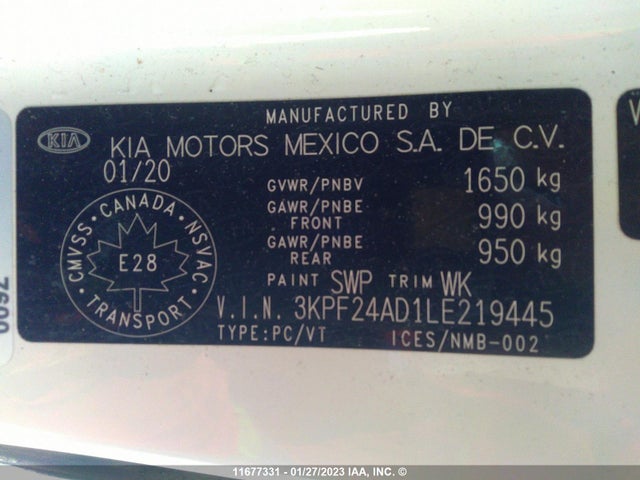 MANUFACTURED BY
KIA
KIA MOTORS MEXICO S.A. DE C.V.
01/20
GVWR/PNBV 1650 kg
GAWR/PNBE FRONT 990 kg
GAWR/PNBE REAR 950 kg
CMVSS • CANADA • NSVAC
E28
TRANSPORT
PAINT SWP TRIM WK
V.I.N. 3KPF24AD1LE219445
TYPE:PC/VT ICES/NMB-002
V
11677331 - 01/27/2023 IAA, INC. ©